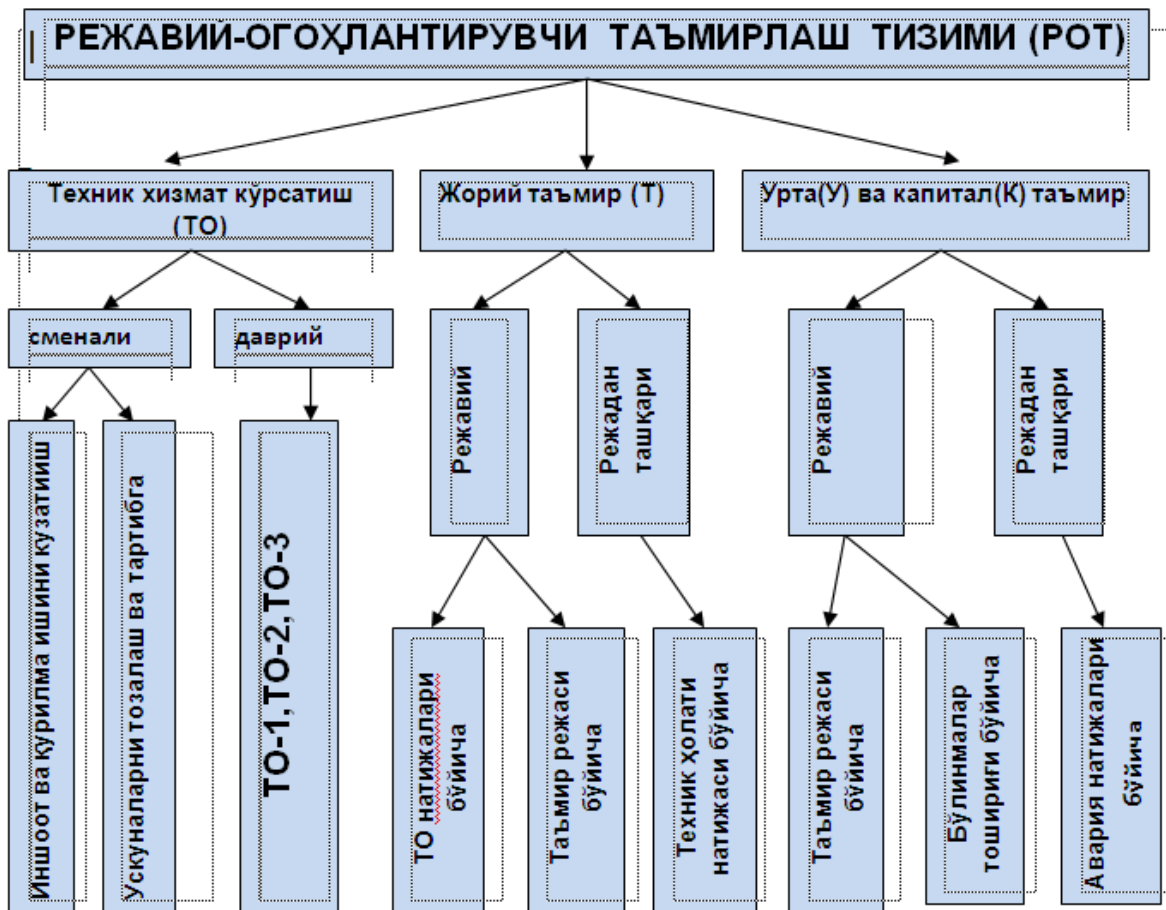 РЕЖАВИЙ-ОГОҲЛАНТИРУВЧИ ТАЪМИРЛАШ ТИЗИМИ (РОТ)
Техник хизмат кўрсатиш
(ТО)
Жорий таъмир (Т)
Урта(У) ва капитал(К) таъмир
сменали
даврий
Режавий
Режадан
ташқари
Режавий
Режадан
ташқари
Иншоот ва қурилма ишини кузатииш
Ускуналарни тозалаш ва тартибга
ТО-1,ТО-2,ТО-3
ТО натижалари
бўйича
Таъмир режаси
бўйича
Техник ҳолати
натижаси бўйича
Таъмир режаси
бўйича
Бўлинмалар
тошириғи бўйича
Авария натижалари
бўйича